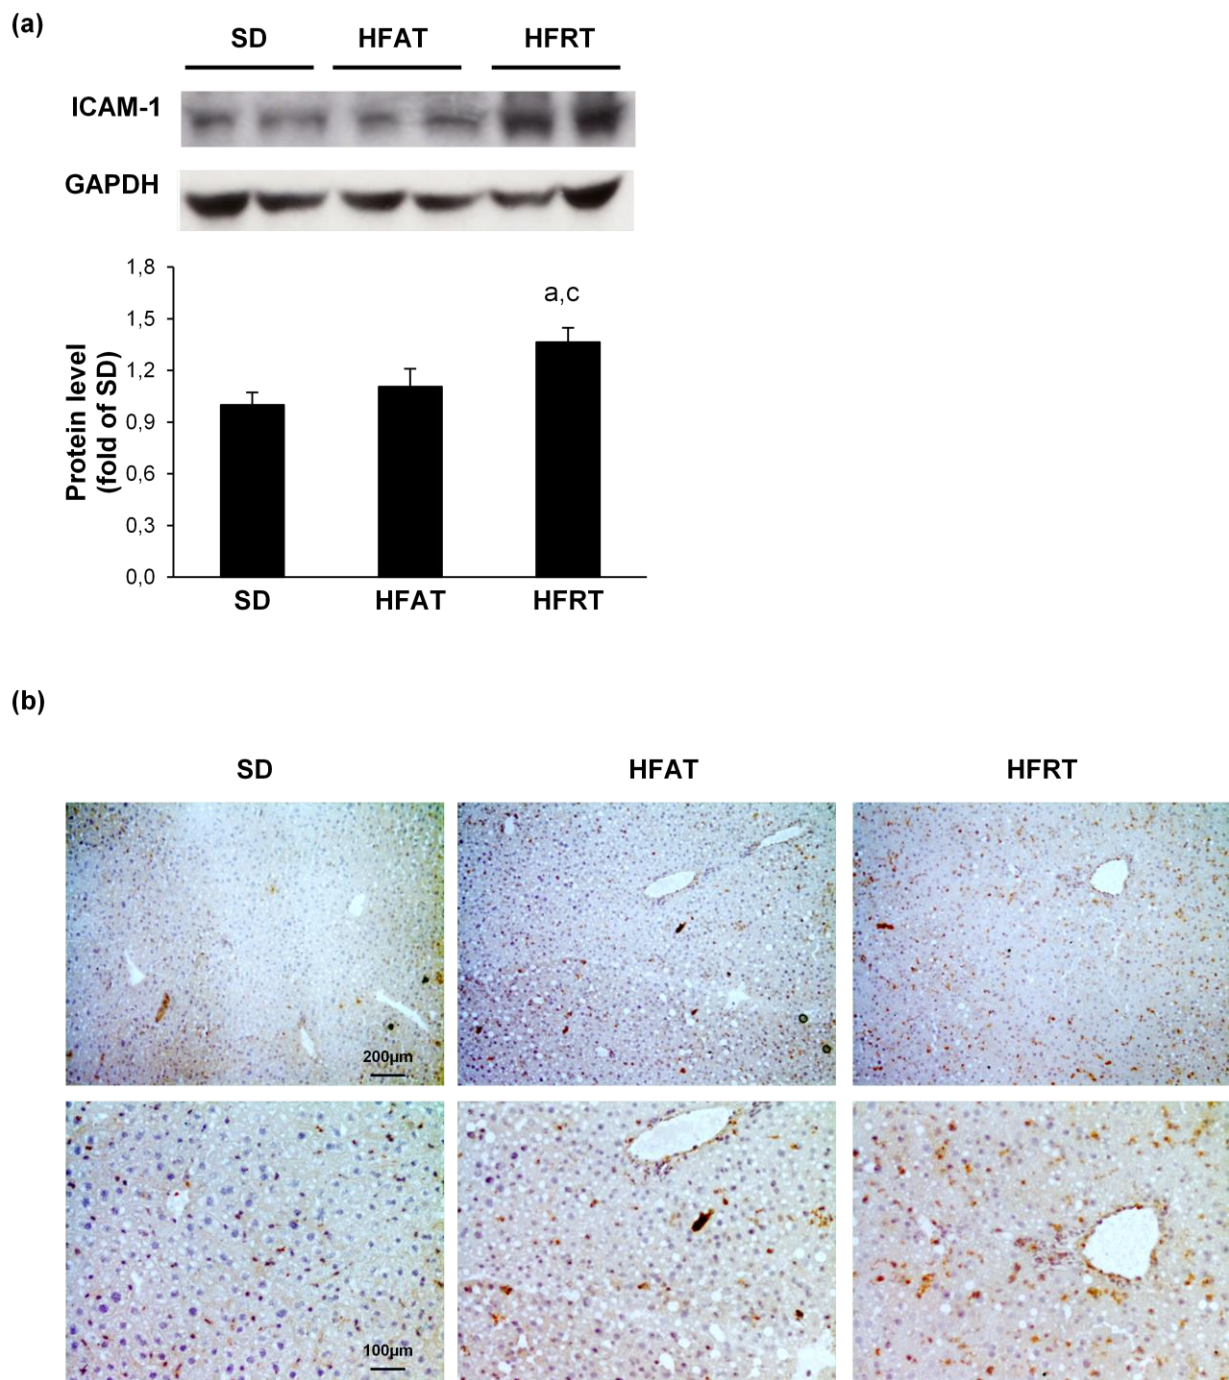 (a)
SD HFAT HFRT
ICAM-1
GAPDH
1,8
1,5
1,2
0,9
0,6
0,3
0,0
Protein level
(fold of SD)
a,c
SD HFAT HFRT
(b)
SD HFAT HFRT
200µm
100µm